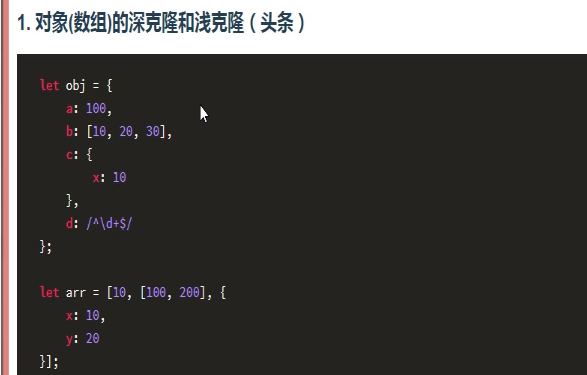 1. 对象(数组)的深克隆和浅克隆（头条）
let obj = {
    a: 100,
    b: [10, 20, 30],
    c: {
        x: 10
    },
    d: /^\d+$/
};
let arr = [10, [100, 200], {
    x: 10,
    y: 20
}];